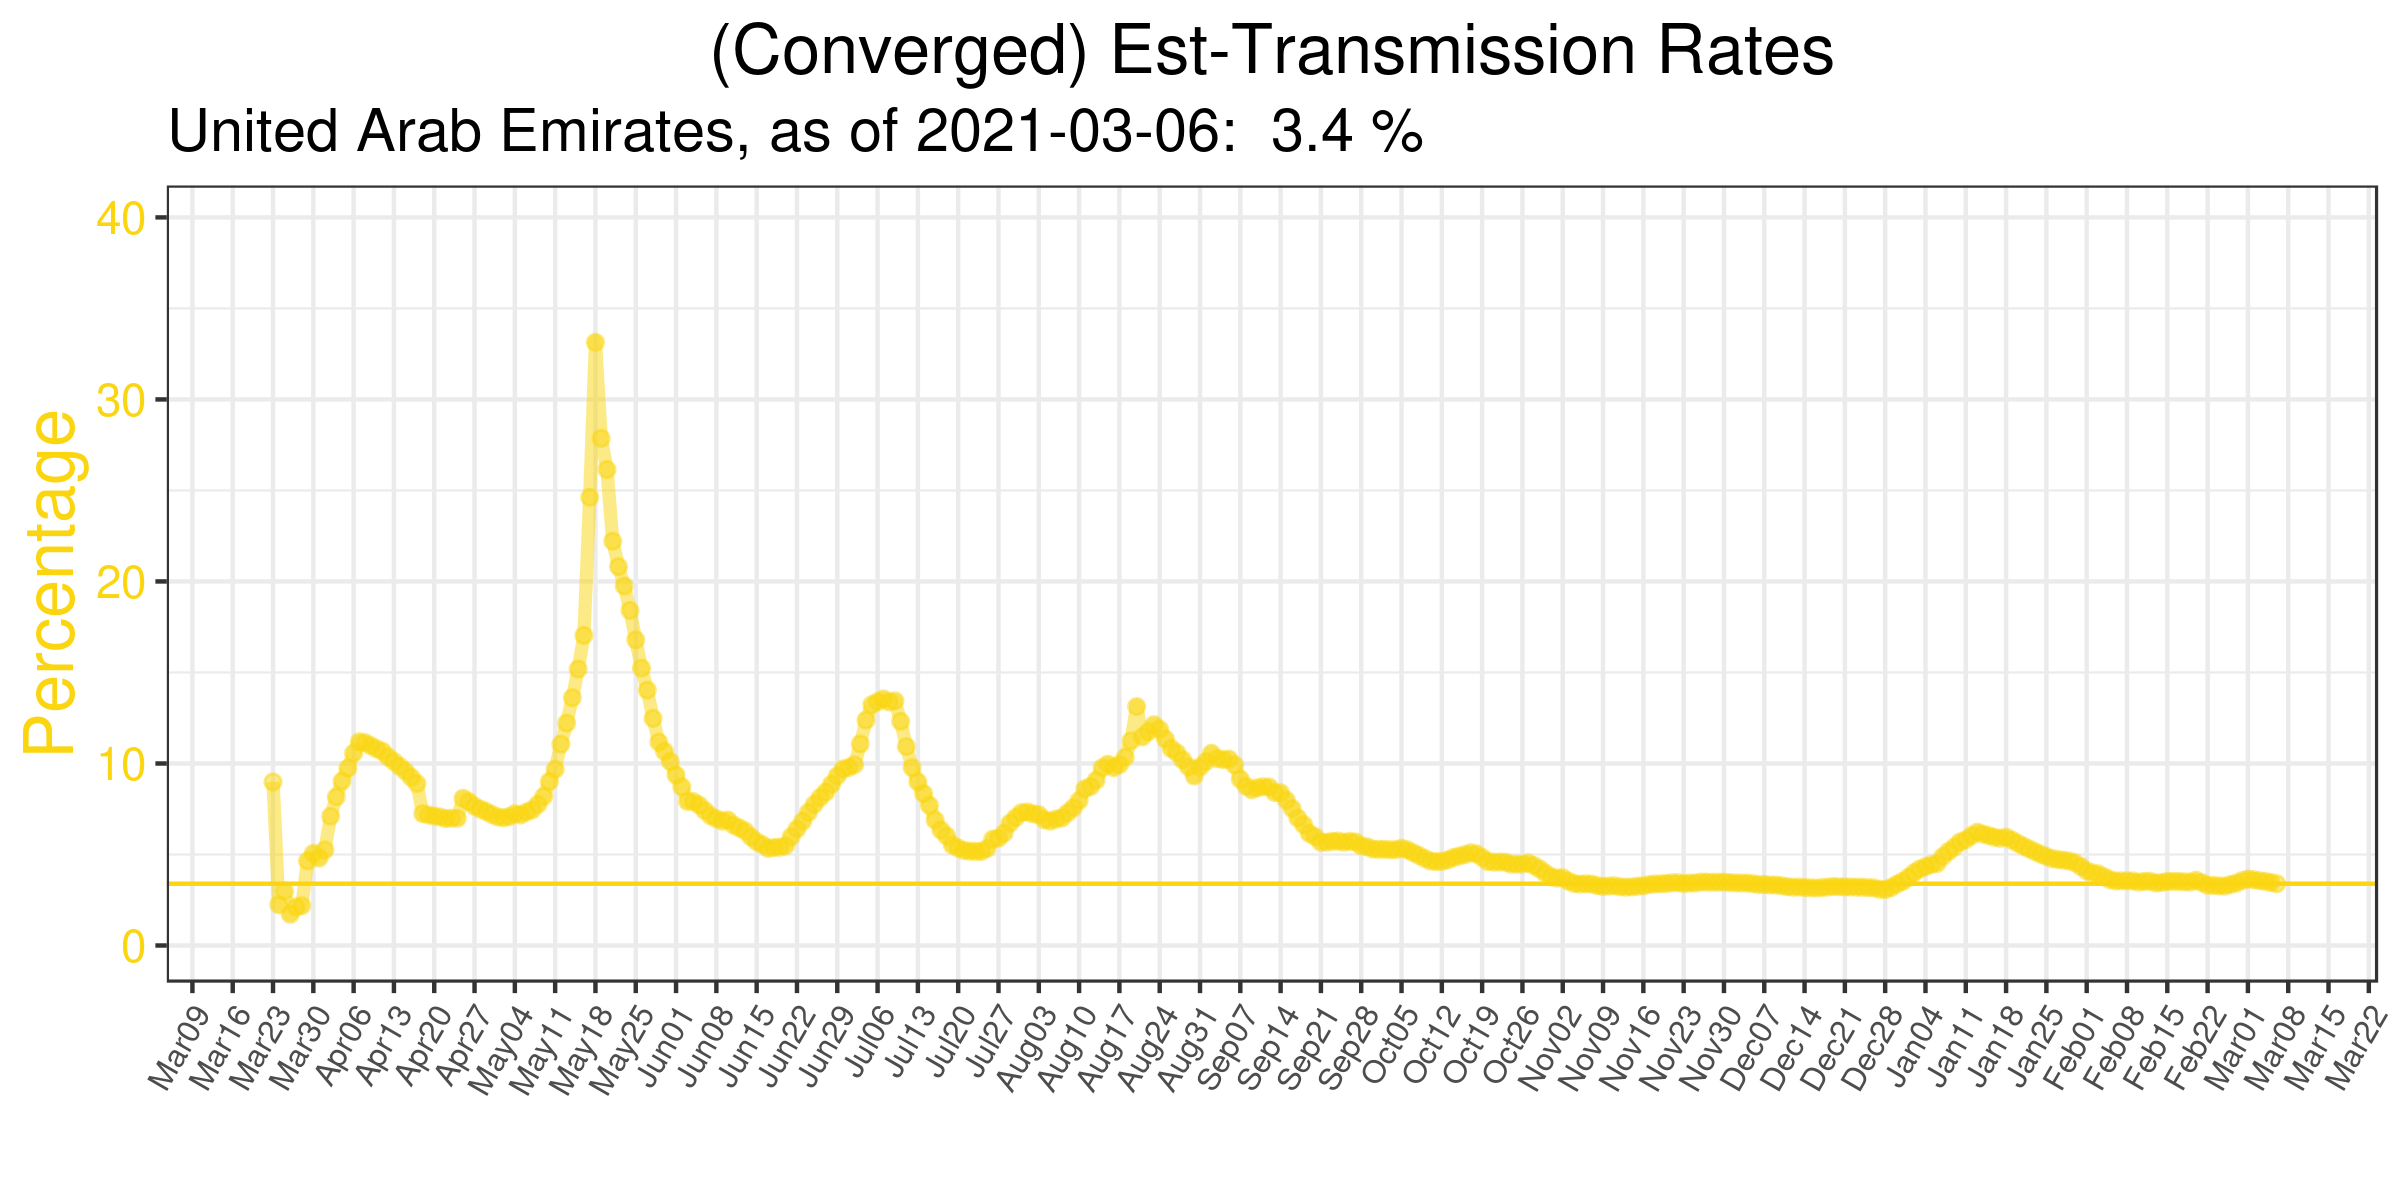 (Converged) Est-Transmission Rates
United Arab Emirates, as of 2021-03-06:  3.4 %
Percentage
40
30
20
10
0
Mar09
Mar16
Mar23
Mar30
Apr06
Apr13
Apr20
Apr27
May04
May11
May18
May25
Jun01
Jun08
Jun15
Jun22
Jun29
Jul06
Jul13
Jul20
Jul27
Aug03
Aug10
Aug17
Aug24
Aug31
Sep07
Sep14
Sep21
Sep28
Oct05
Oct12
Oct19
Oct26
Nov02
Nov09
Nov16
Nov23
Nov30
Dec07
Dec14
Dec21
Dec28
Jan04
Jan11
Jan18
Jan25
Feb01
Feb08
Feb15
Feb22
Mar01
Mar08
Mar15
Mar22